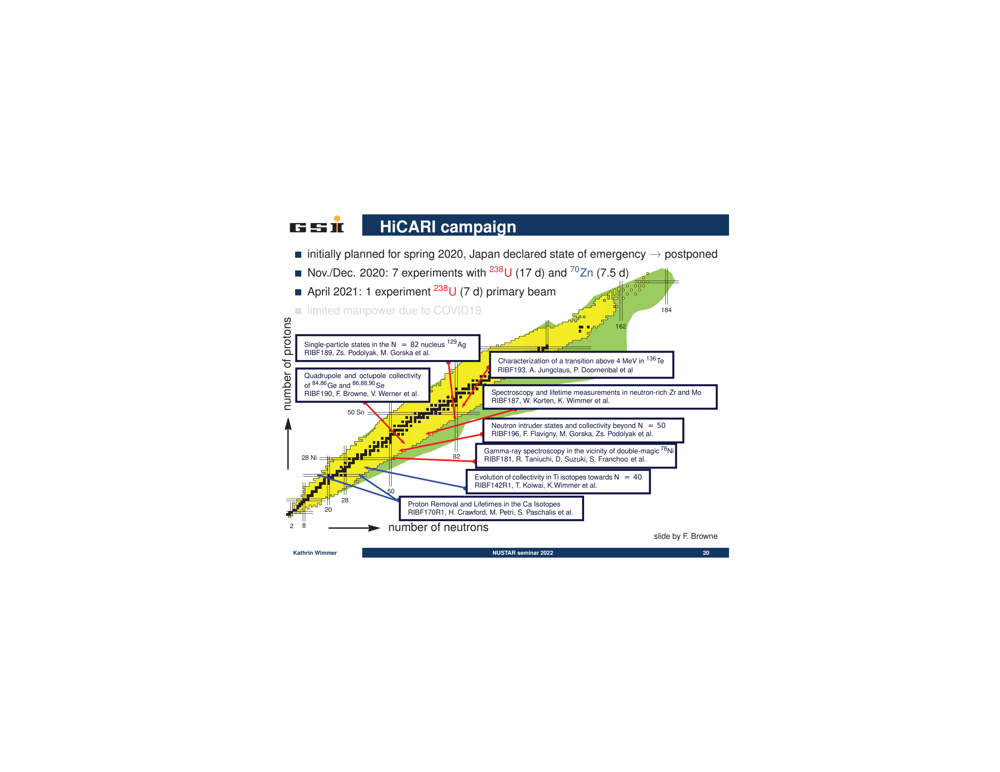 GSI
HiCARI campaign
initially planned for spring 2020, Japan declared state of emergency → postponed
Nov./Dec. 2020: 7 experiments with 238U (17 d) and 70Zn (7.5 d)
April 2021: 1 experiment 238U (7 d) primary beam
limited manpower due to COVID19
number of protons
184
162
Single-particle states in the N = 82 nucleus 129Ag
RIBF189, Zs. Podolyak, M. Gorska et al.
Characterization of a transition above 4 MeV in 136Te
RIBF193, A. Jungclaus, P. Doornenbal et al
Quadrupole and octupole collectivity
of 84,86Ge and 86,88,90Se
RIBF190, F. Browne, V. Werner et al.
Spectroscopy and lifetime measurements in neutron-rich Zr and Mo
RIBF187, W. Korten, K. Wimmer et al.
50 Sn
Neutron intruder states and collectivity beyond N = 50
RIBF196, F. Flavigny, M. Gorska, Zs. Podolyak et al.
Gamma-ray spectroscopy in the vicinity of double-magic 78Ni
RIBF181, R. Taniuchi, D. Suzuki, S. Franchoo et al.
28 Ni
82
Evolution of collectivity in Ti isotopes towards N = 40
RIBF142R1, T. Koiwai, K.Wimmer et al.
50
28
20
Proton Removal and Lifetimes in the Ca Isotopes
RIBF170R1, H. Crawford, M. Petri, S. Paschalis et al.
2 8
number of neutrons
slide by F. Browne
Kathrin Wimmer
NUSTAR seminar 2022
20